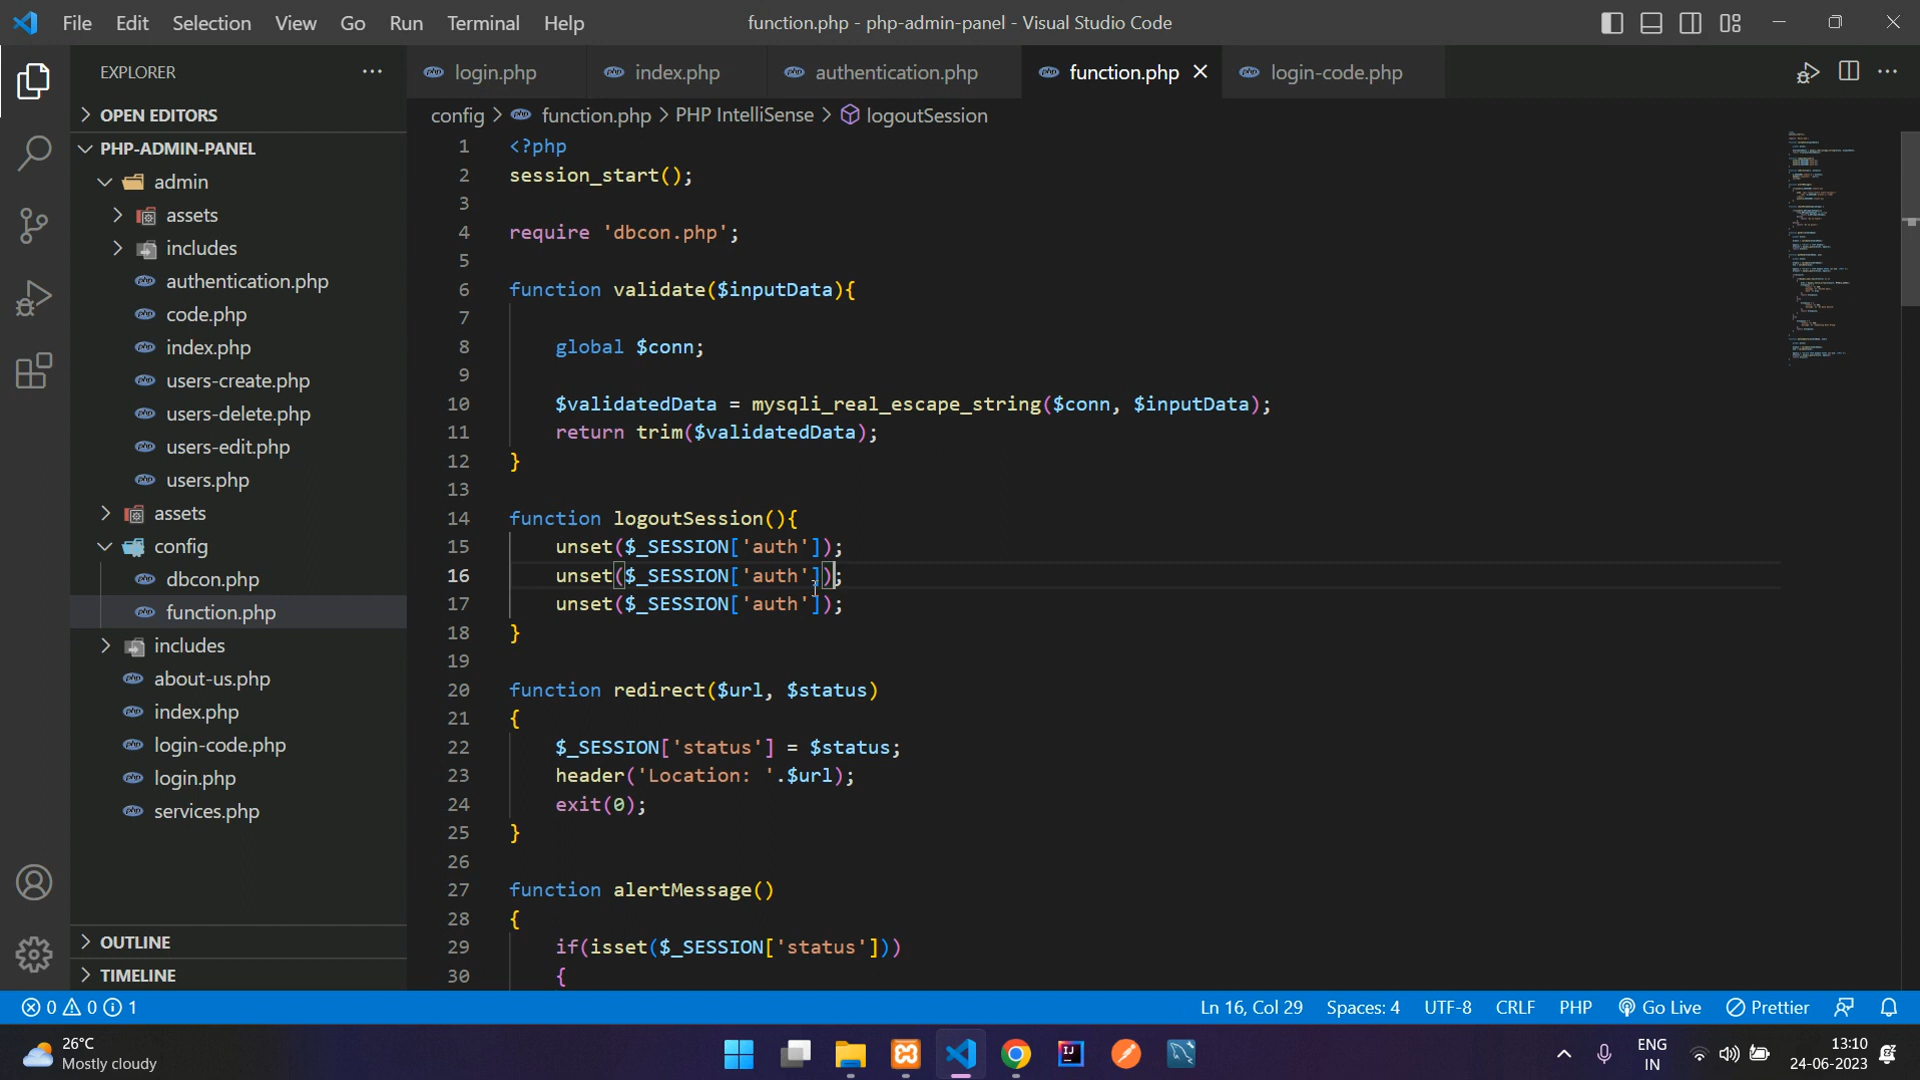 File Edit Selection View Go Run Terminal Help
function.php - php-admin-panel - Visual Studio Code
EXPLORER
OPEN EDITORS
PHP-ADMIN-PANEL
admin
assets
includes
authentication.php
code.php
index.php
users-create.php
users-delete.php
users-edit.php
users.php
assets
config
dbcon.php
function.php
includes
about-us.php
index.php
login-code.php
login.php
services.php
OUTLINE
TIMELINE
login.php index.php authentication.php function.php login-code.php
config > function.php > PHP IntelliSense > logoutSession
1 <?php
2 session_start();
3
4 require 'dbcon.php';
5
6 function validate($inputData){
7
8 global $conn;
9
10 $validatedData = mysqli_real_escape_string($conn, $inputData);
11 return trim($validatedData);
12 }
13
14 function logoutSession(){
15 unset($_SESSION['auth']);
16 unset($_SESSION['auth']);
17 unset($_SESSION['auth']);
18 }
19
20 function redirect($url, $status)
21 {
22 $_SESSION['status'] = $status;
23 header('Location: '.$url);
24 exit(0);
25 }
26
27 function alertMessage()
28 {
29 if(isset($_SESSION['status']))
30 {
0 0 1
Ln 16, Col 29 Spaces: 4 UTF-8 CRLF PHP Go Live Prettier
26°C
Mostly cloudy
ENG
IN
13:10
24-06-2023